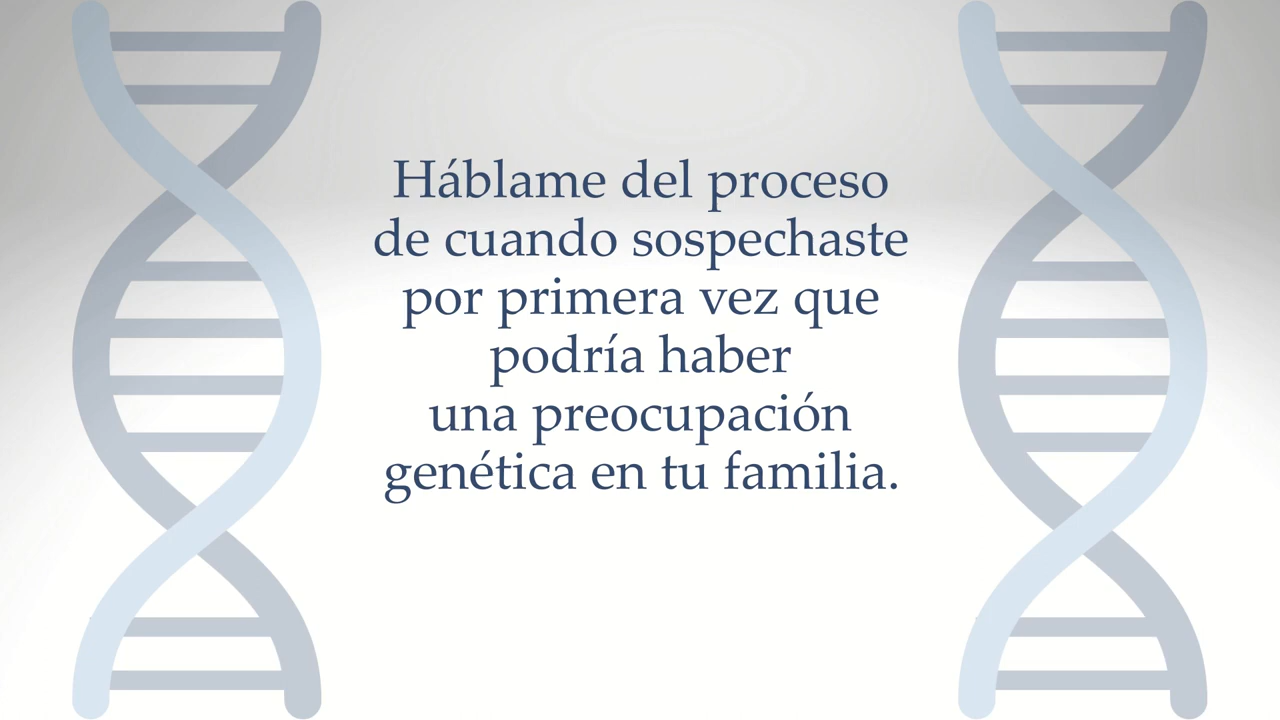 Háblame del proceso
de cuando sospechaste
por primera vez que
podría haber
una preocupación
genética en tu familia.